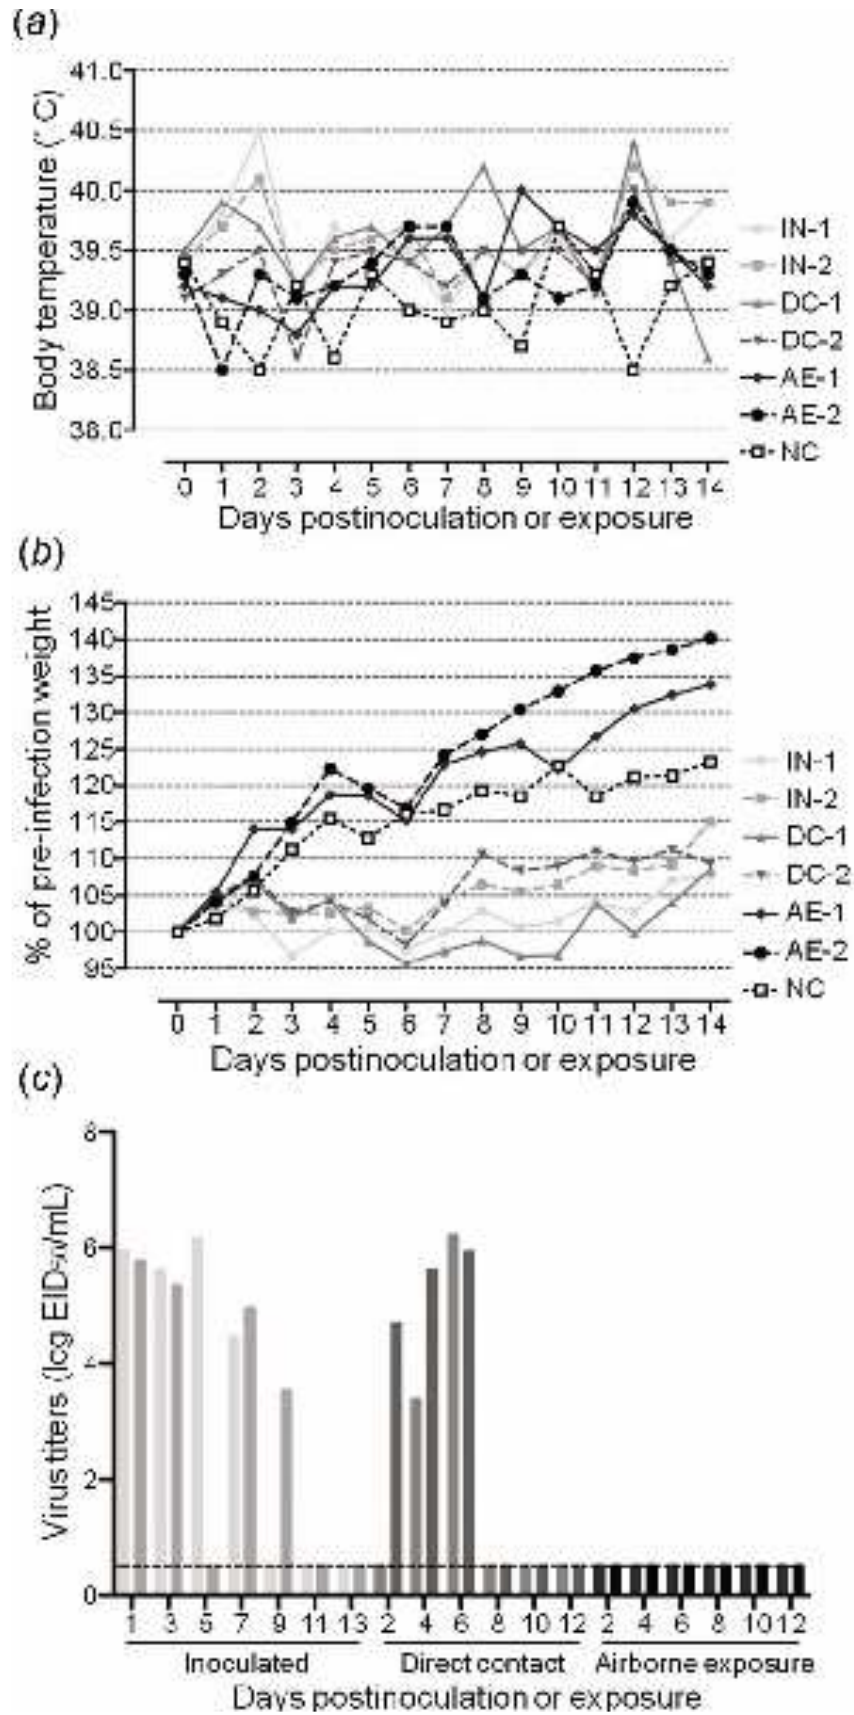 (a)
41.0
40.5
40.0
39.5
39.0
38.5
38.0
Body temperature (°C)
IN-1
IN-2
DC-1
DC-2
AE-1
AE-2
NC
0 1 2 3 4 5 6 7 8 9 10 11 12 13 14
Days postinoculation or exposure
(b)
145
140
135
130
125
120
115
110
105
100
95
% of pre-infection weight
IN-1
IN-2
DC-1
DC-2
AE-1
AE-2
NC
0 1 2 3 4 5 6 7 8 9 10 11 12 13 14
Days postinoculation or exposure
(c)
8
6
4
2
0
Virus titers (log EID₅₀/mL)
1 3 5 7 9 11 13 2 4 6 8 10 12 2 4 6 8 10 12
Inoculated Direct contact Airborne exposure
Days postinoculation or exposure